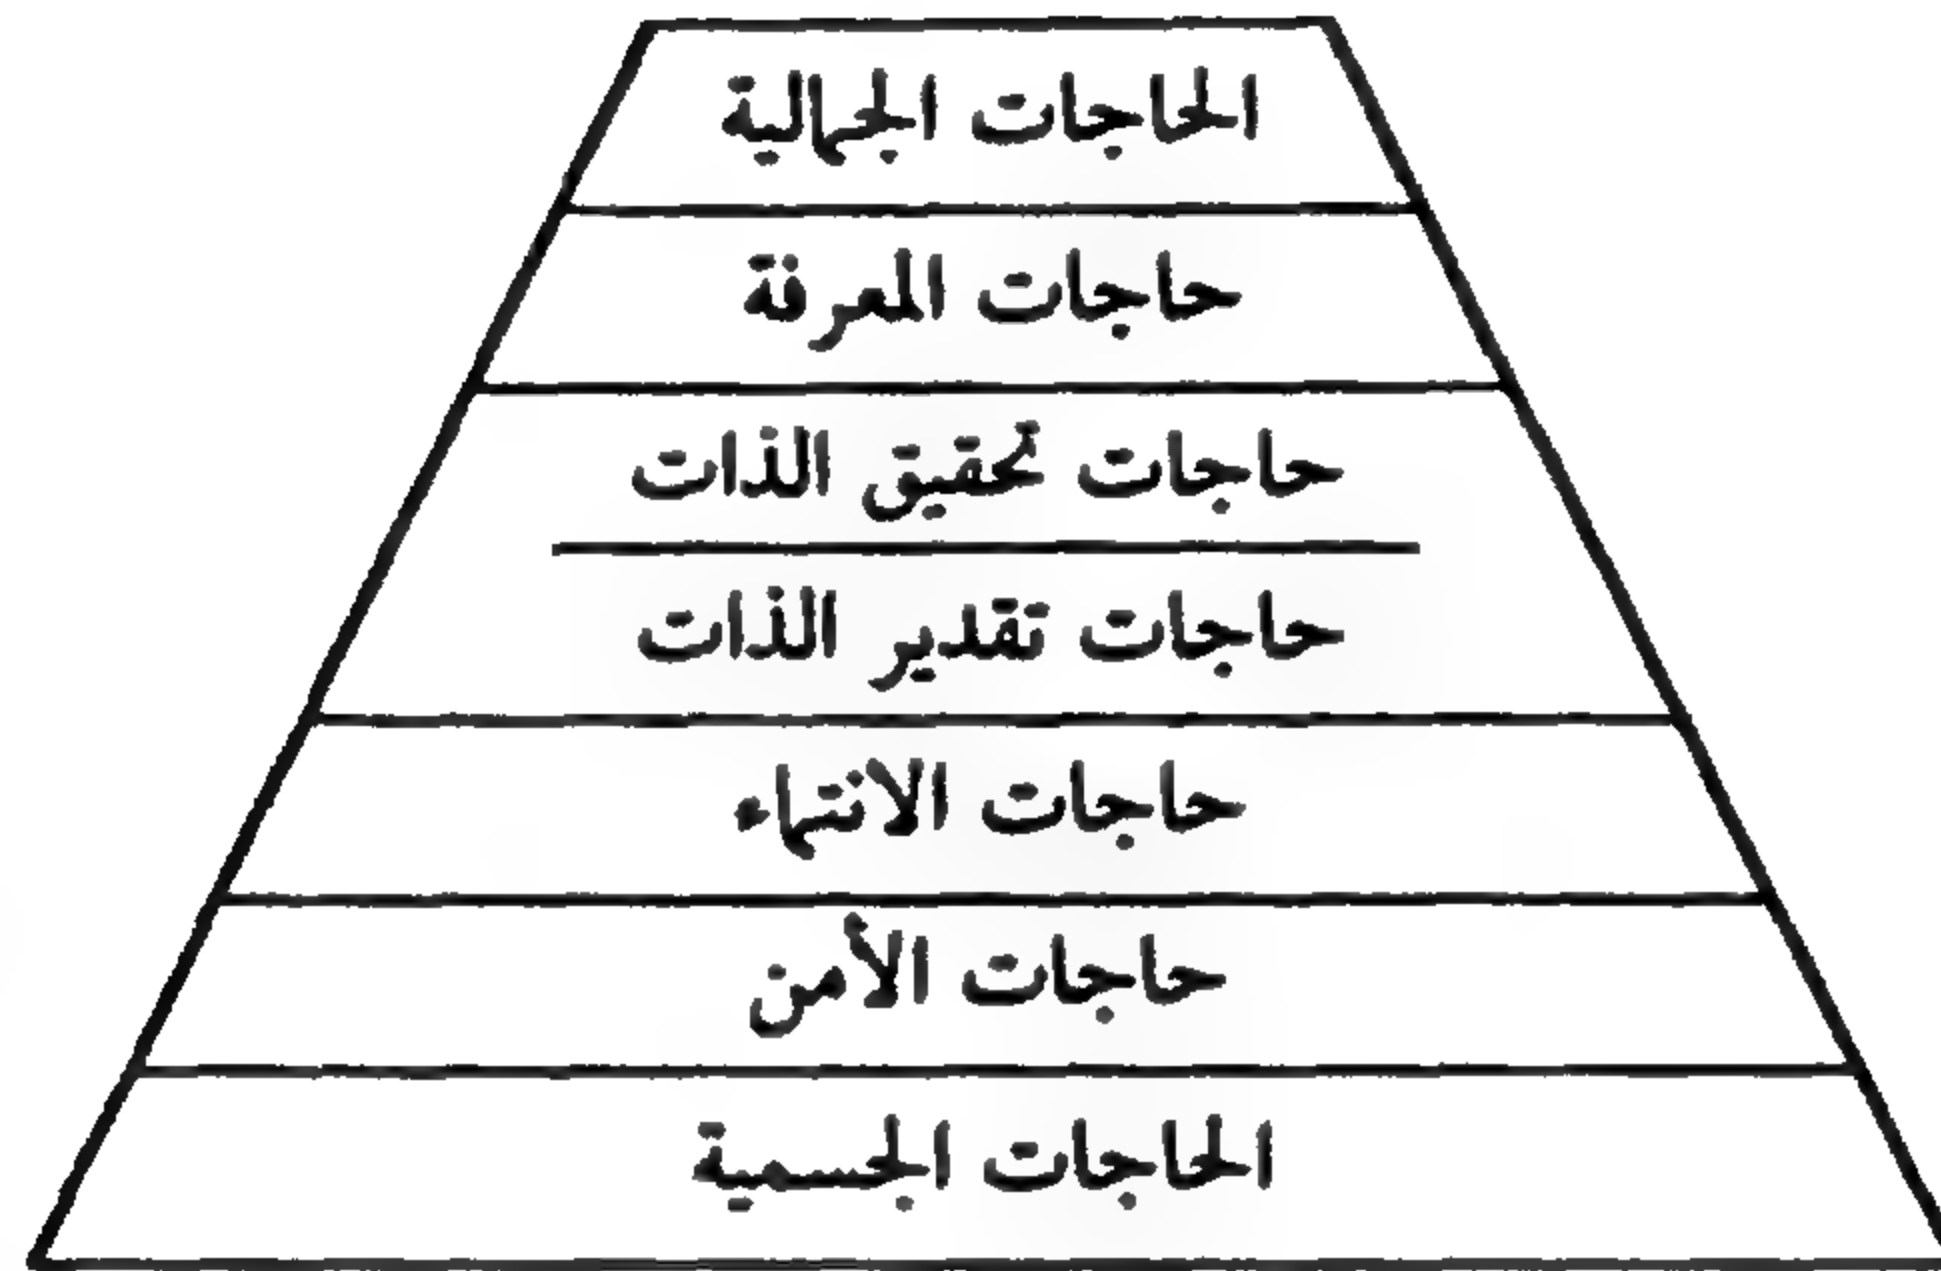 الحاجات الجمالية
حاجات المعرفة
حاجات تحقيق الذات
حاجات تقدير الذات
حاجات الانتماء
حاجات الأمن
الحاجات الجسمية